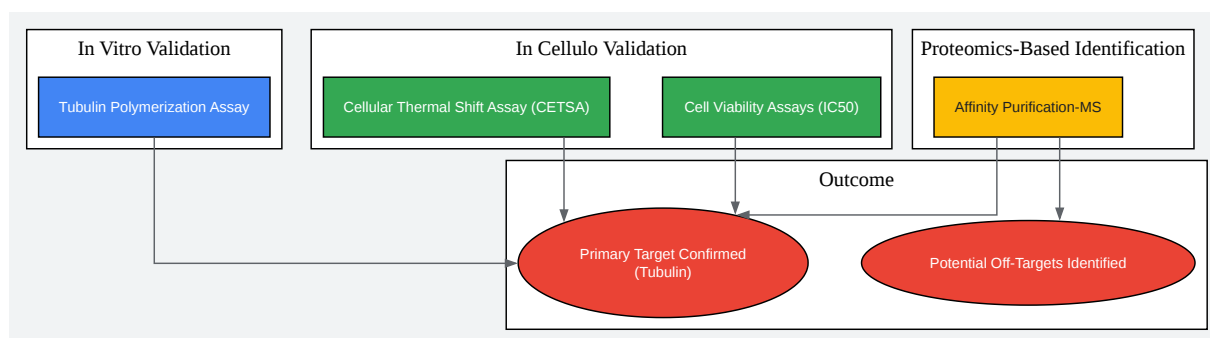 In Vitro Validation
Tubulin Polymerization Assay
In Cellulo Validation
Cellular Thermal Shift Assay (CETSA)
Cell Viability Assays (IC50)
Proteomics-Based Identification
Affinity Purification-MS
Outcome
Primary Target Confirmed
(Tubulin)
Potential Off-Targets Identified